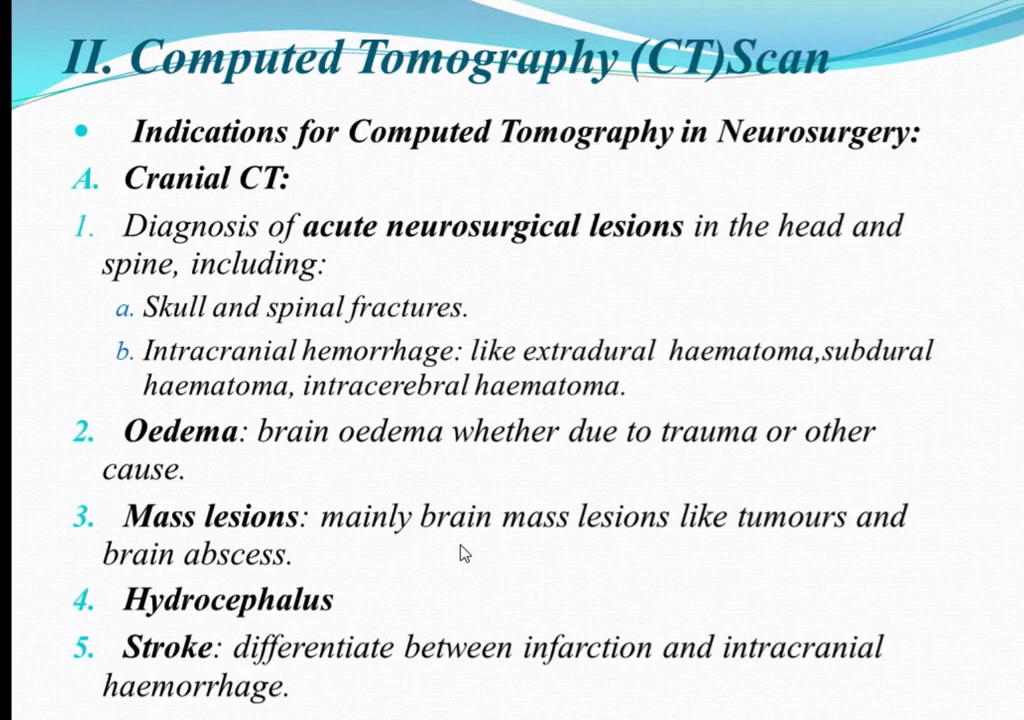 II. Computed Tomography (CT)Scan
• Indications for Computed Tomography in Neurosurgery:
A. Cranial CT:
1. Diagnosis of acute neurosurgical lesions in the head and
spine, including:
a. Skull and spinal fractures.
b. Intracranial hemorrhage: like extradural haematoma,subdural
haematoma, intracerebral haematoma.
2. Oedema: brain oedema whether due to trauma or other
cause.
3. Mass lesions: mainly brain mass lesions like tumours and
brain abscess.
4. Hydrocephalus
5. Stroke: differentiate between infarction and intracranial
haemorrhage.